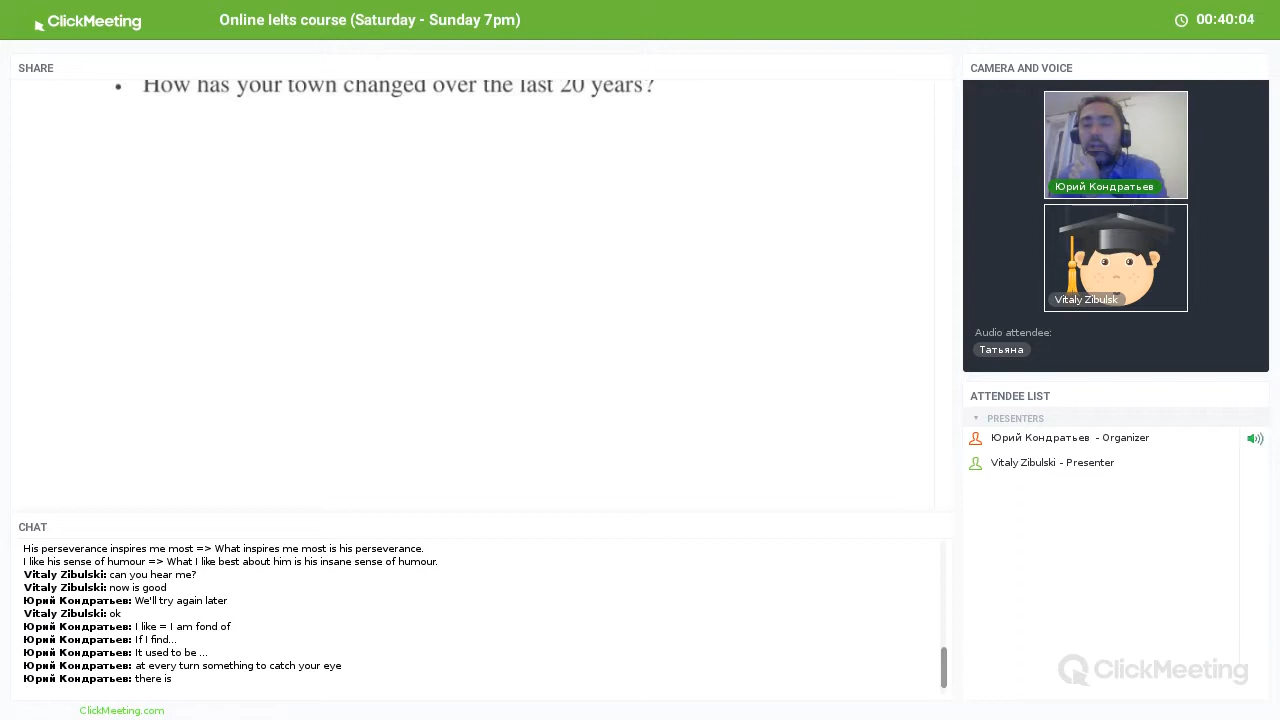 ClickMeeting
Online Ielts course (Saturday - Sunday 7pm)
00:40:04
SHARE
• How has your town changed over the last 20 years?
CHAT
His perseverance inspires me most => What inspires me most is his perseverance.
I like his sense of humour => What I like best about him is his insane sense of humour.
Vitaly Zibulski: can you hear me?
Vitaly Zibulski: now is good
Юрий Кондратьев: We'll try again later
Vitaly Zibulski: ok
Юрий Кондратьев: I like = I am fond of
Юрий Кондратьев: If I find...
Юрий Кондратьев: It used to be ...
Юрий Кондратьев: at every turn something to catch your eye
Юрий Кондратьев: there is
ClickMeeting.com
CAMERA AND VOICE
Юрий Кондратьев
Vitaly Zibulsk
Audio attendee:
Татьяна
ATTENDEE LIST
PRESENTERS
Юрий Кондратьев - Organizer
Vitaly Zibulski - Presenter
ClickMeeting